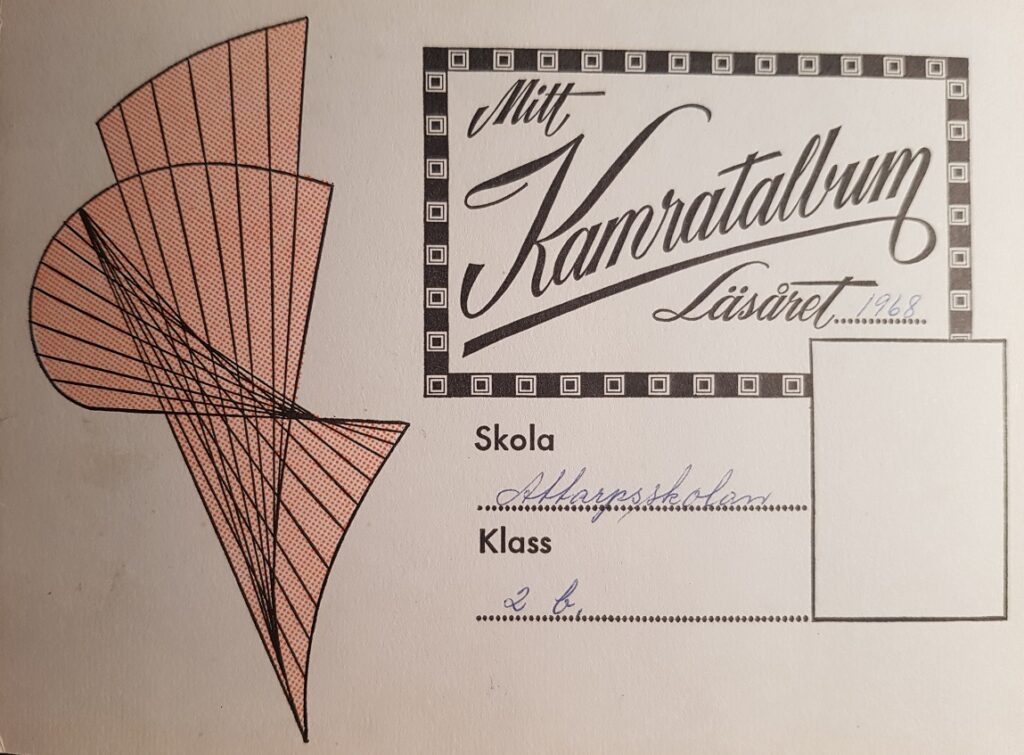 Mitt
Kamratalbum
Läsåret 1968
Skola
Attarpsskolan
Klass
2 b.